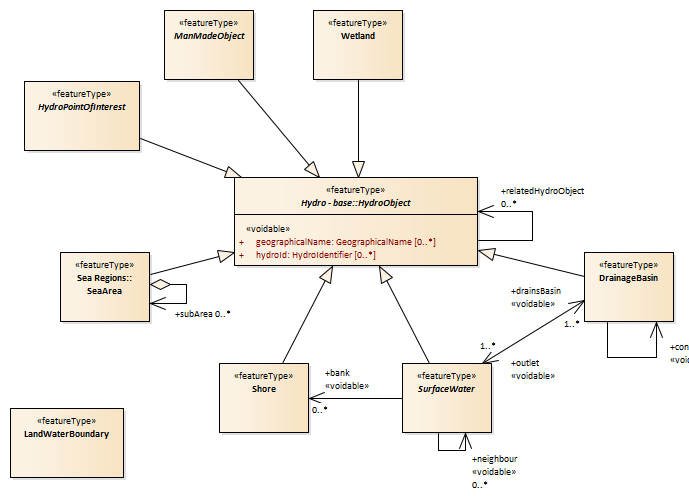 «featureType»
ManMadeObject
«featureType»
Wetland
«featureType»
HydroPointOfInterest
«featureType»
Hydro - base::HydroObject
«voidable»
+ geographicalName: GeographicalName [0..*]
+ hydroId: HydroIdentifier [0..*]
+relatedHydroObject
0..*
«featureType»
Sea Regions::
SeaArea
+subArea 0..*
«featureType»
DrainageBasin
+drainsBasin
«voidable»
1..*
1..*
+outlet
«voidable»
+con
«voi
«featureType»
Shore
+bank
«voidable»
0..*
«featureType»
SurfaceWater
+neighbour
«voidable»
0..*
«featureType»
LandWaterBoundary